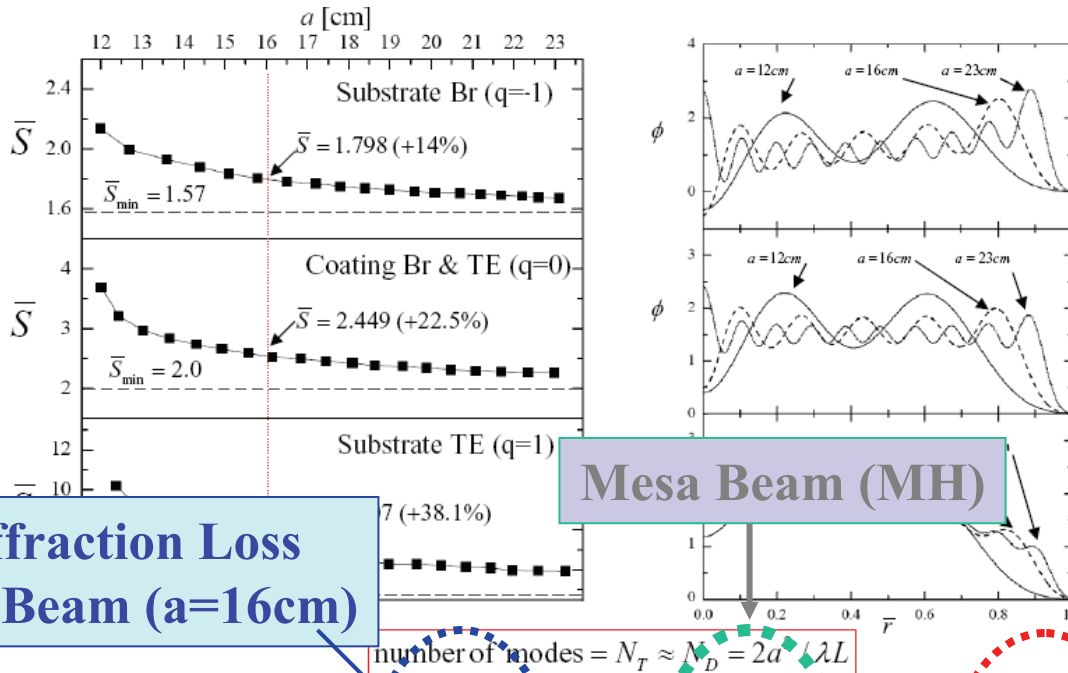 a [cm]
12 13 14 15 16 17 18 19 20 21 22 23
2.4
2.0
1.6
S̅
Substrate Br (q=-1)
S̅ = 1.798 (+14%)
S̅min = 1.57
4
3
2
S̅
Coating Br & TE (q=0)
S̅ = 2.449 (+22.5%)
S̅min = 2.0
12
10
Substrate TE (q=1)
7 (+38.1%)
4
2
0
ϕ
a = 12cm
a = 16cm
a = 23cm
3
2
1
0
ϕ
a = 12cm
a = 16cm
a = 23cm
1
0
0.0 0.2 0.4 0.6 0.8
r̅
Mesa Beam (MH)
ffraction Loss
Beam (a=16cm)
number of modes = N_T ≈ N_D = 2a / λL